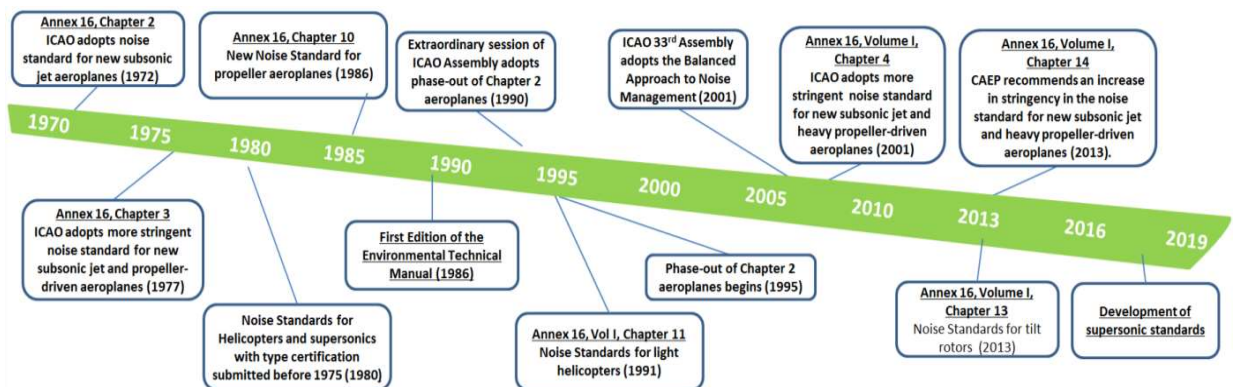 Annex 16, Chapter 2
ICAO adopts noise
standard for new subsonic
jet aeroplanes (1972)
Annex 16, Chapter 10
New Noise Standard for
propeller aeroplanes (1986)
Extraordinary session of
ICAO Assembly adopts
phase-out of Chapter 2
aeroplanes (1990)
ICAO 33rd Assembly
adopts the Balanced
Approach to Noise
Management (2001)
Annex 16, Volume I,
Chapter 4
ICAO adopts more
stringent noise standard
for new subsonic jet and
heavy propeller-driven
aeroplanes (2001)
Annex 16, Volume I,
Chapter 14
CAEP recommends an increase
in stringency in the noise
standard for new subsonic jet
and heavy propeller-driven
aeroplanes (2013).
1970
1975
1980
1985
1990
1995
2000
2005
2010
2013
2016
2019
Annex 16, Chapter 3
ICAO adopts more stringent
noise standard for new
subsonic jet and propeller-
driven aeroplanes (1977)
Noise Standards for
Helicopters and supersonics
with type certification
submitted before 1975 (1980)
First Edition of the
Environmental Technical
Manual (1986)
Annex 16, Vol I, Chapter 11
Noise Standards for light
helicopters (1991)
Phase-out of Chapter 2
aeroplanes begins (1995)
Annex 16, Volume I,
Chapter 13
Noise Standards for tilt
rotors (2013)
Development of
supersonic standards